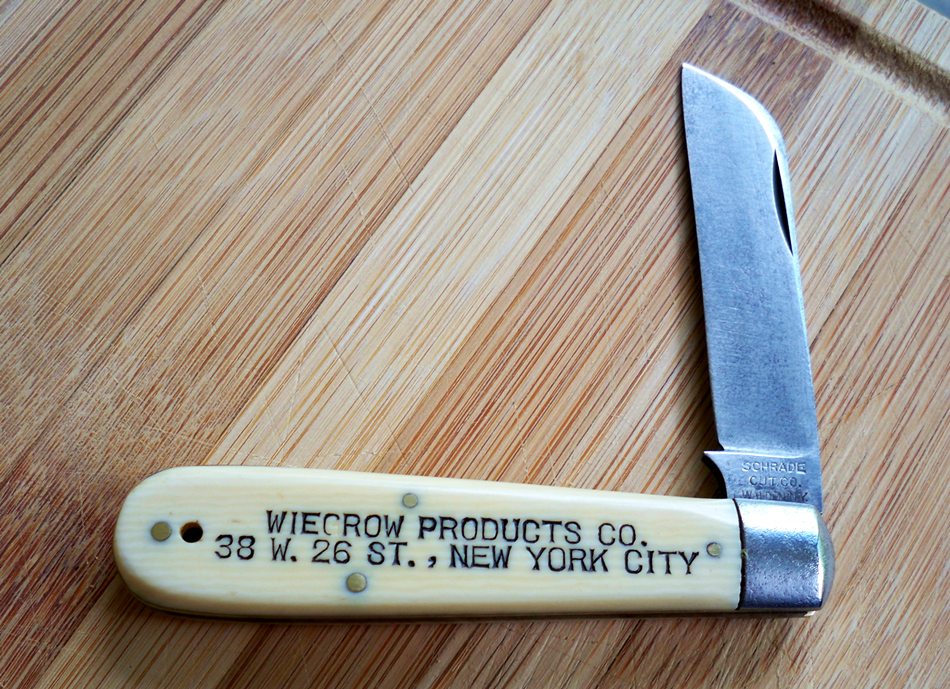 WIECROW PRODUCTS CO.
38 W. 26 ST., NEW YORK CITY
SCHRADE
CUT CO.